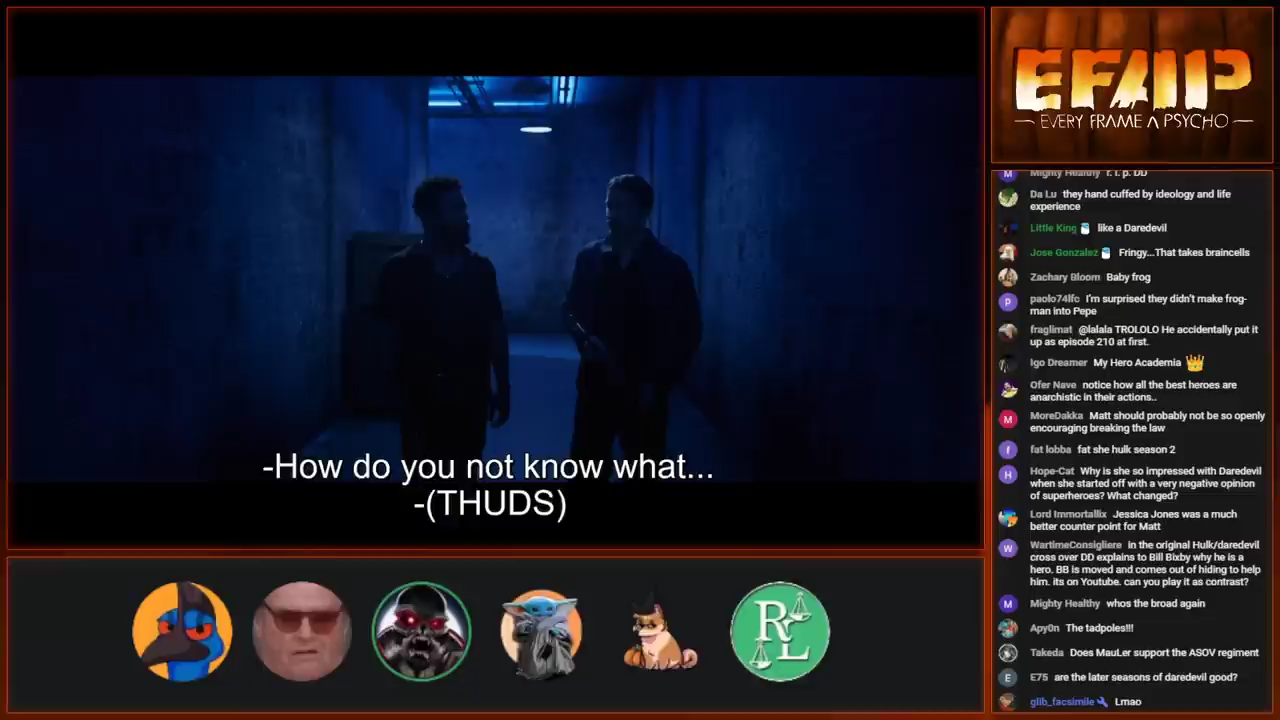 EFAP
EVERY FRAME A PSYCHO
Mighty Healthy r. i. p. DD
Da Lu they hand cuffed by ideology and life
experience
Little King like a Daredevil
Jose Gonzalez Fringy...That takes braincells
Zachary Bloom Baby frog
paolo74lfc I'm surprised they didn't make frog-
man into Pepe
fraglimat @lalala TROLOLO He accidentally put it
up as episode 210 at first.
Igo Dreamer My Hero Academia
Ofer Nave notice how all the best heroes are
anarchistic in their actions..
MoreDakka Matt should probably not be so openly
encouraging breaking the law
fat lobba fat she hulk season 2
Hope-Cat Why is she so impressed with Daredevil
when she started off with a very negative opinion
of superheroes? What changed?
Lord Immortallix Jessica Jones was a much
better counter point for Matt
WartimeConsigliere in the original Hulk/daredevil
cross over DD explains to Bill Bixby why he is a
hero. BB is moved and comes out of hiding to help
him. its on Youtube. can you play it as contrast?
Mighty Healthy whos the broad again
Apy0n The tadpoles!!!
Takeda Does MauLer support the ASOV regiment
E75 are the later seasons of daredevil good?
glib_facsimile Lmao
-How do you not know what...
-(THUDS)
RL